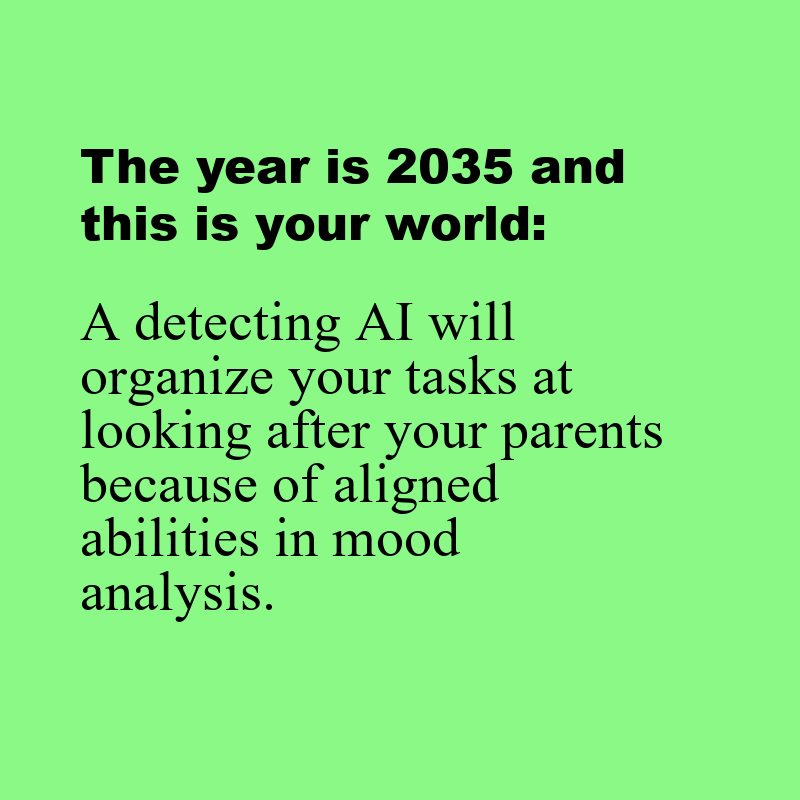 The year is 2035 and
this is your world:
A detecting AI will
organize your tasks at
looking after your parents
because of aligned
abilities in mood
analysis.